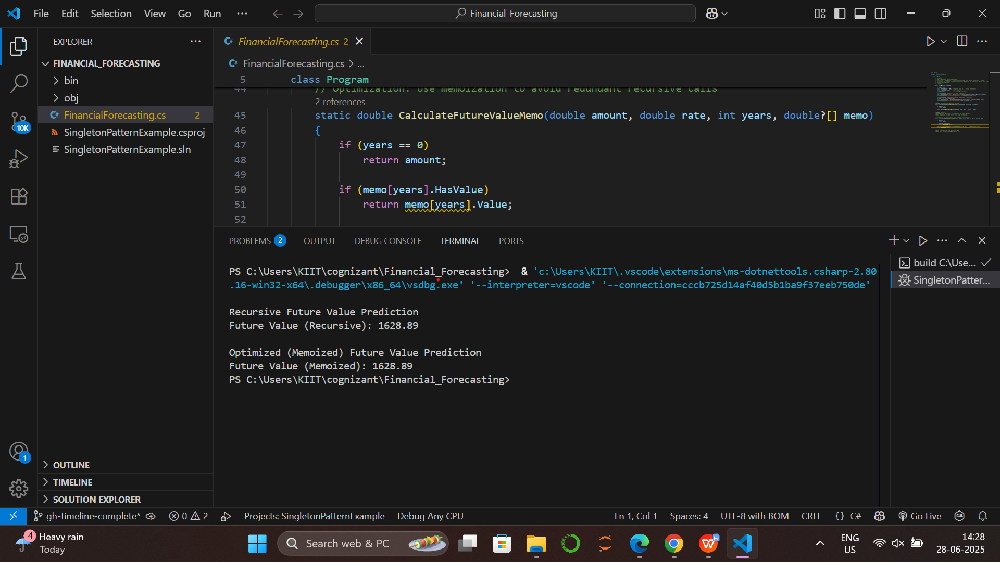 File Edit Selection View Go Run ...
Financial_Forecasting
EXPLORER
FINANCIAL_FORECASTING
bin
obj
FinancialForecasting.cs 2
SingletonPatternExample.csproj
SingletonPatternExample.sln
10K
1
OUTLINE
TIMELINE
SOLUTION EXPLORER
FinancialForecasting.cs 2
FinancialForecasting.cs > ...
5 class Program
44 // Optimization: Use memoization to avoid redundant recursive calls
2 references
45 static double CalculateFutureValueMemo(double amount, double rate, int years, double?[] memo)
46 {
47 if (years == 0)
48 return amount;
49
50 if (memo[years].HasValue)
51 return memo[years].Value;
52
PROBLEMS 2 OUTPUT DEBUG CONSOLE TERMINAL PORTS
PS C:\Users\KIIT\cognizant\Financial_Forecasting>  & 'c:\Users\KIIT\.vscode\extensions\ms-dotnettools.csharp-2.80
.16-win32-x64\.debugger\x86_64\vsdbg.exe' '--interpreter=vscode' '--connection=cccb725d14af40d5b1ba9f37eeb750de'
Recursive Future Value Prediction
Future Value (Recursive): 1628.89
Optimized (Memoized) Future Value Prediction
Future Value (Memoized): 1628.89
PS C:\Users\KIIT\cognizant\Financial_Forecasting>
build C:\Use...
SingletonPatter...
gh-timeline-complete* 0 2 Projects: SingletonPatternExample Debug Any CPU Ln 1, Col 1 Spaces: 4 UTF-8 with BOM CRLF {} C# Go Live
4
Heavy rain
Today
Search web & PC
ENG
US
14:28
28-06-2025